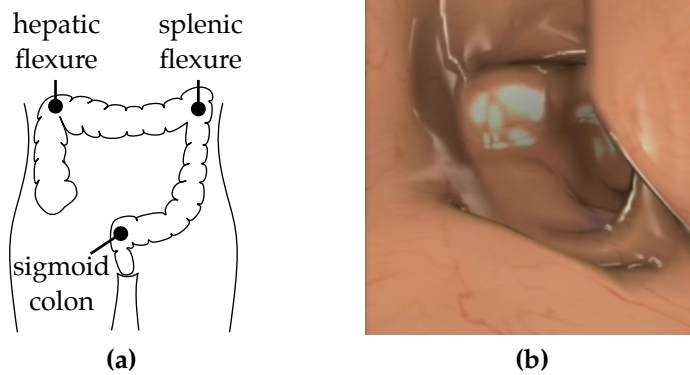 hepatic
flexure
splenic
flexure
sigmoid
colon
(a)
(b)